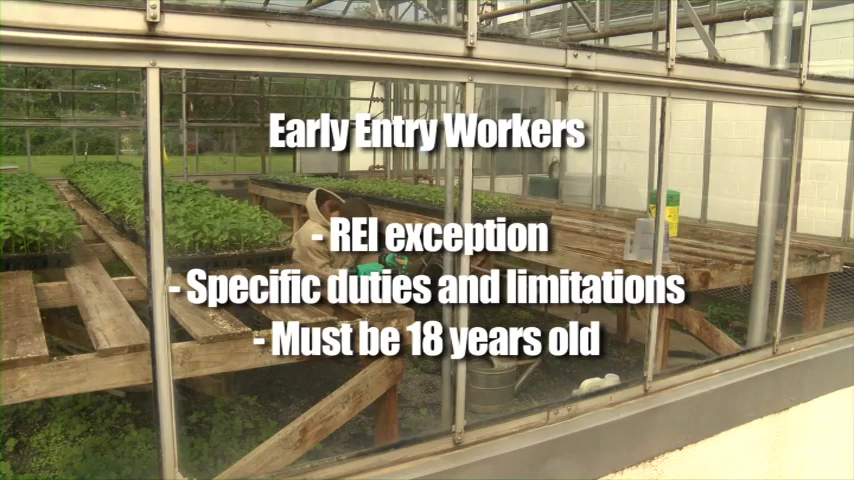 Early Entry Workers
- REI exception
- Specific duties and limitations
- Must be 18 years old